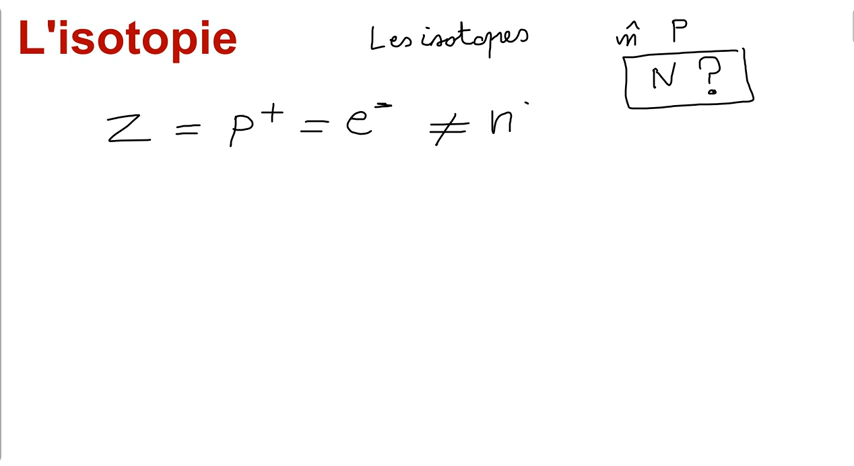 L'isotopie
Les isotopes
m̂ P
N ?
Z = p⁺ = e⁻ ≠ n